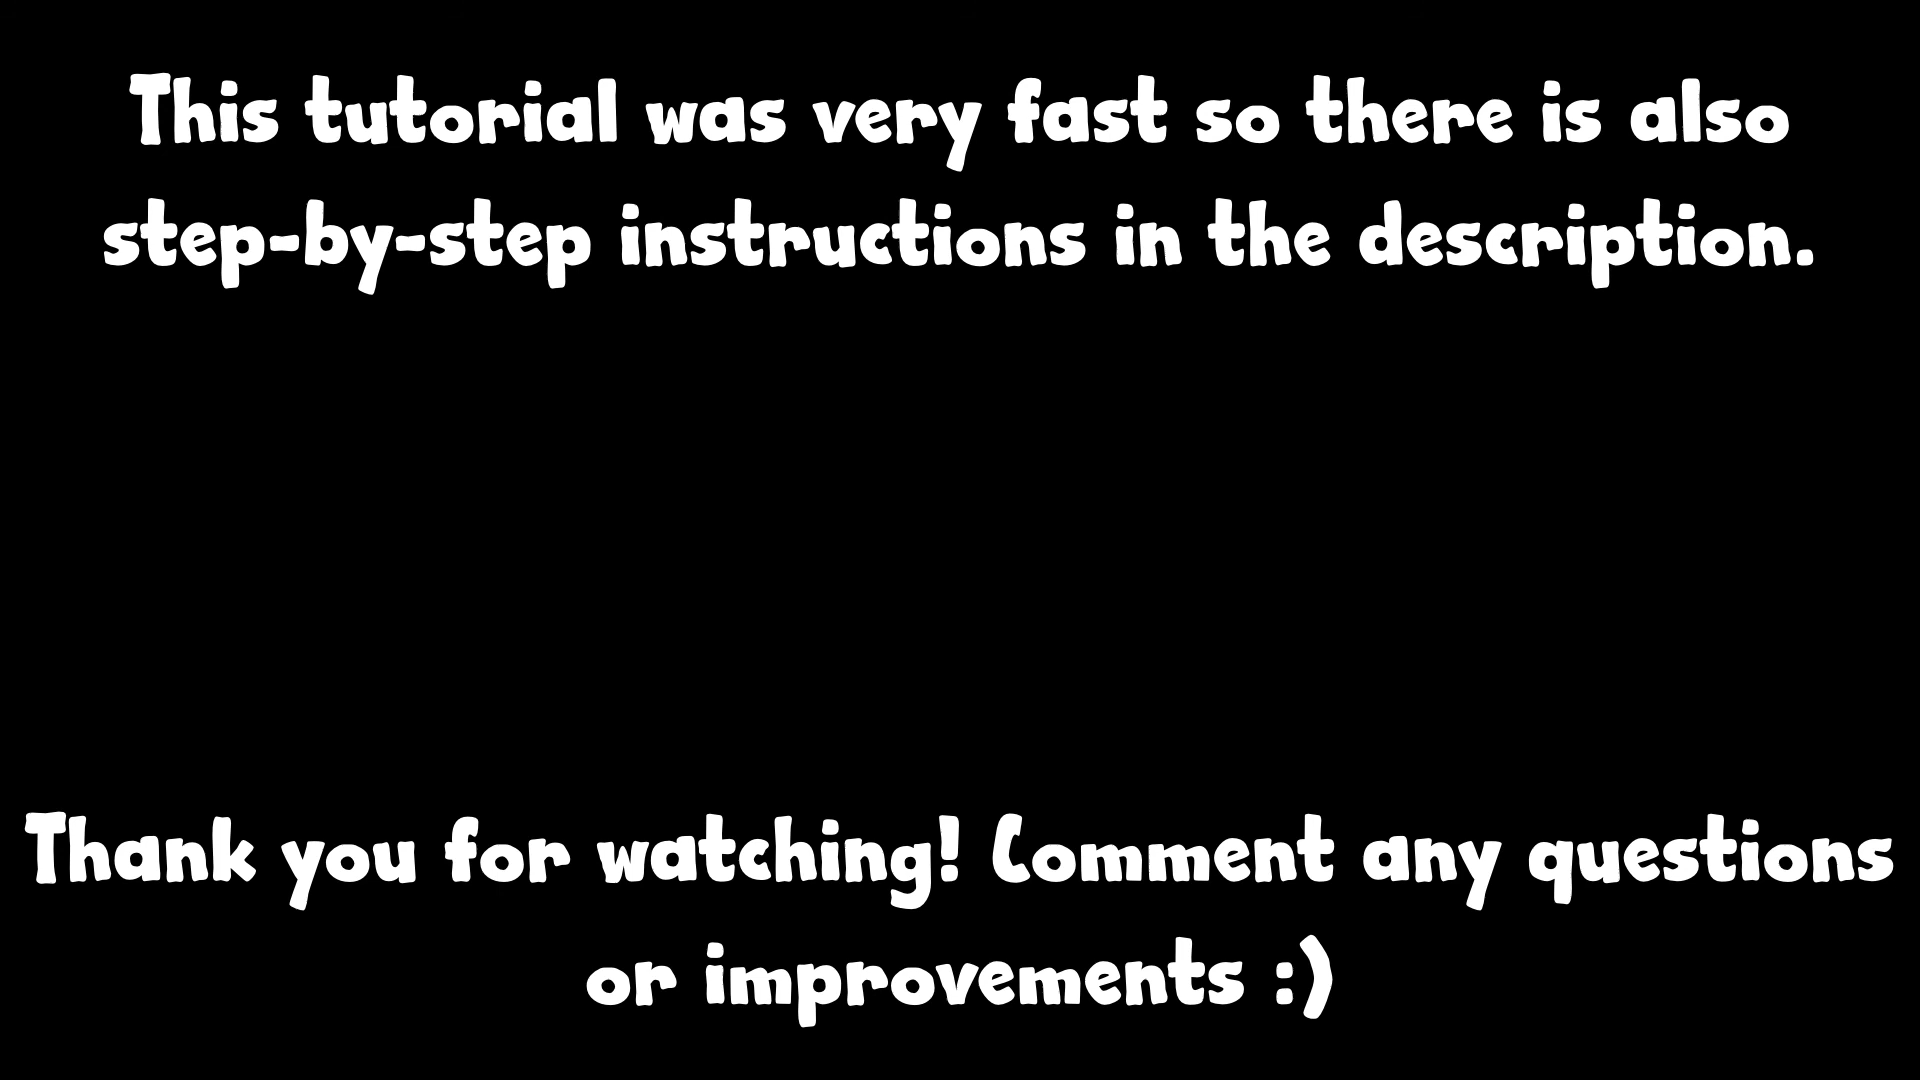 This tutorial was very fast so there is also
step-by-step instructions in the description.
Thank you for watching! Comment any questions
or improvements :)